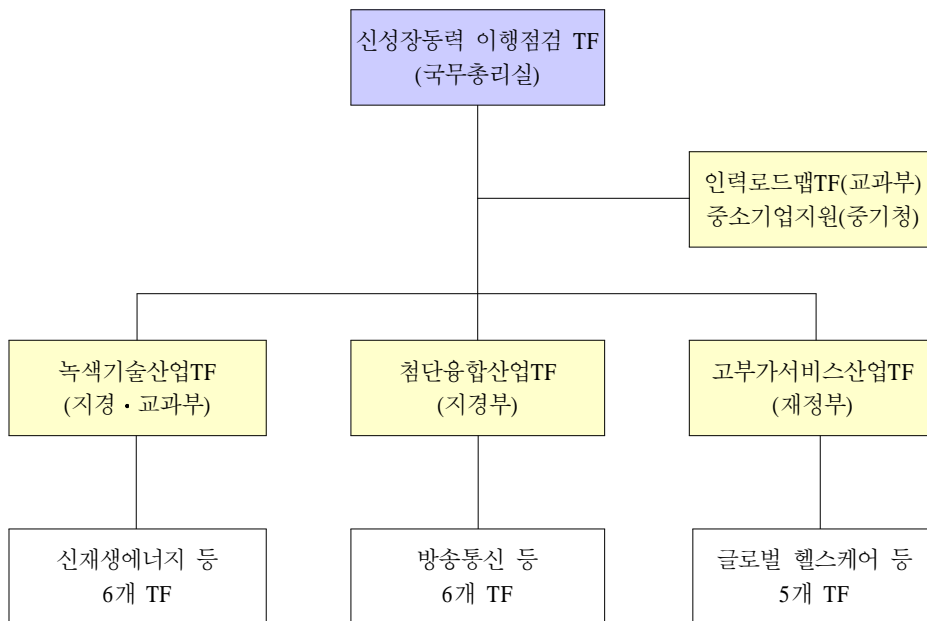 신성장동력 이행점검 TF
(국무총리실)
인력로드맵TF(교과부)
중소기업지원(중기청)
녹색기술산업TF
(지경・교과부)
첨단융합산업TF
(지경부)
고부가서비스산업TF
(재정부)
신재생에너지 등
6개 TF
방송통신 등
6개 TF
글로벌 헬스케어 등
5개 TF